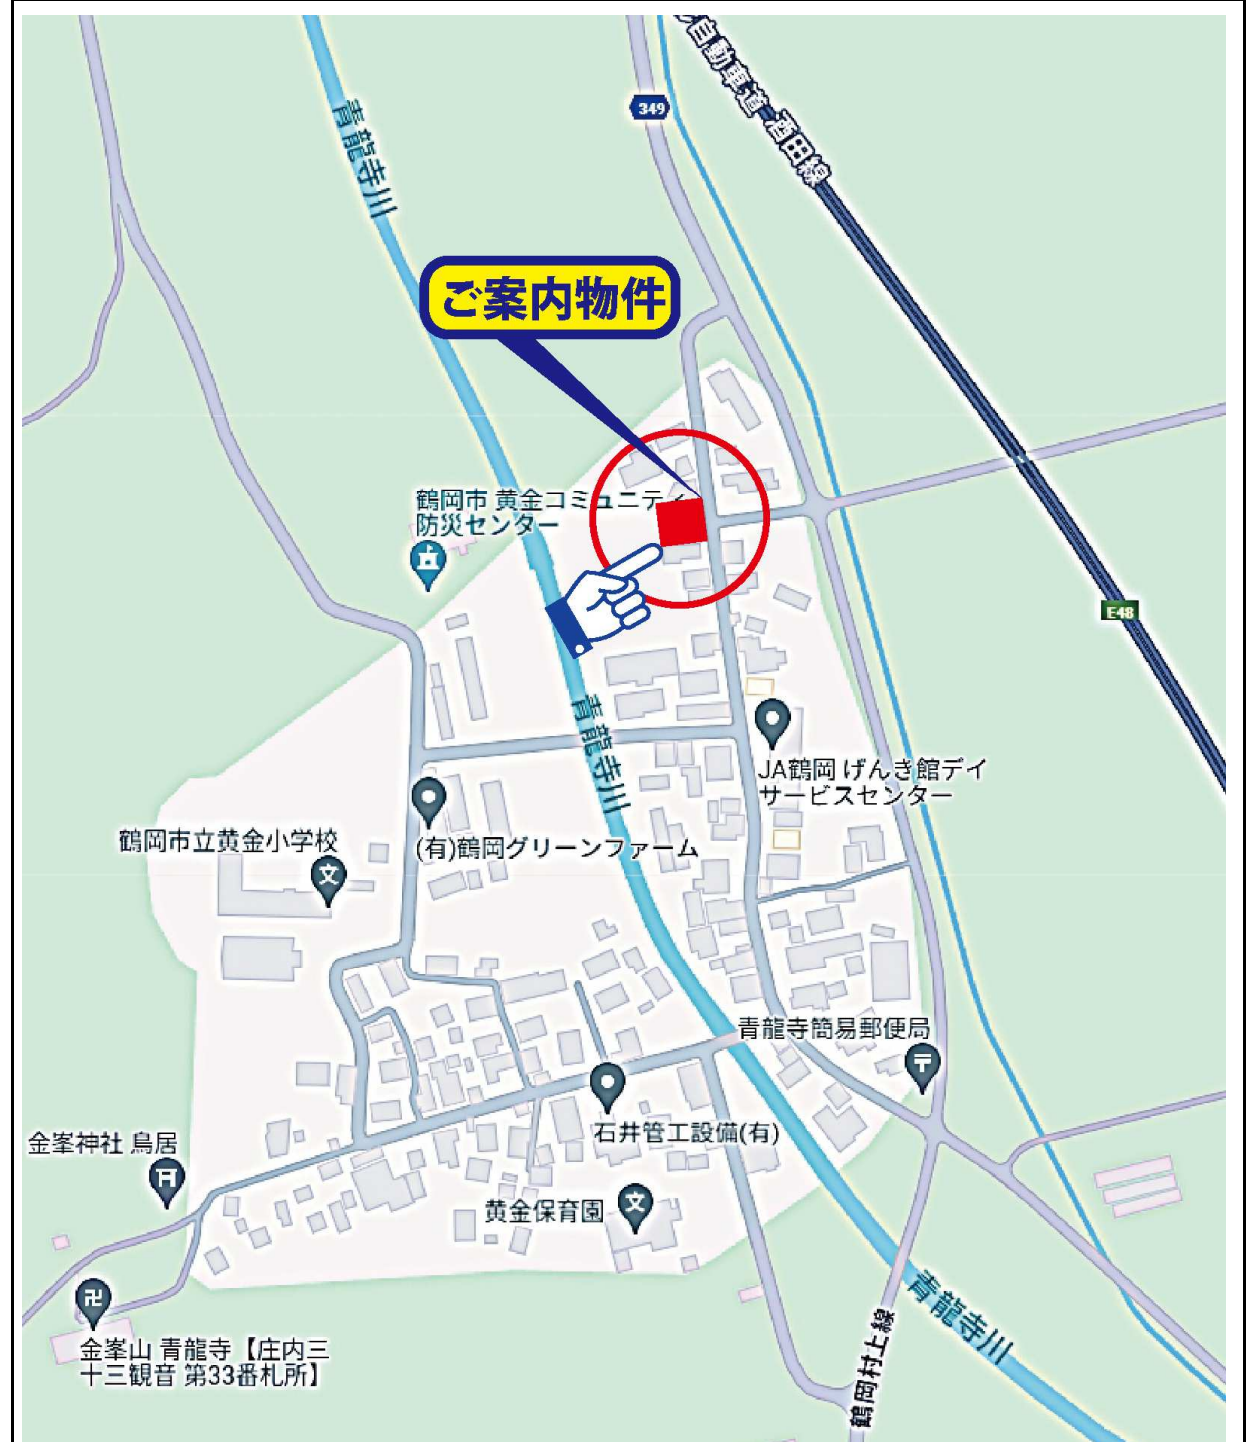 自動車道 酒田線
349
青龍寺川
ご案内物件
鶴岡市 黄金コミュニティ
防災センター
E48
青龍寺川
JA鶴岡 げんき館デイ
サービスセンター
鶴岡市立黄金小学校
(有)鶴岡グリーンファーム
文
青龍寺簡易郵便局
石井管工設備(有)
金峯神社 鳥居
黄金保育園
文
青龍寺川
鶴岡村上線
金峯山 青龍寺【庄内三
十三観音 第33番札所】